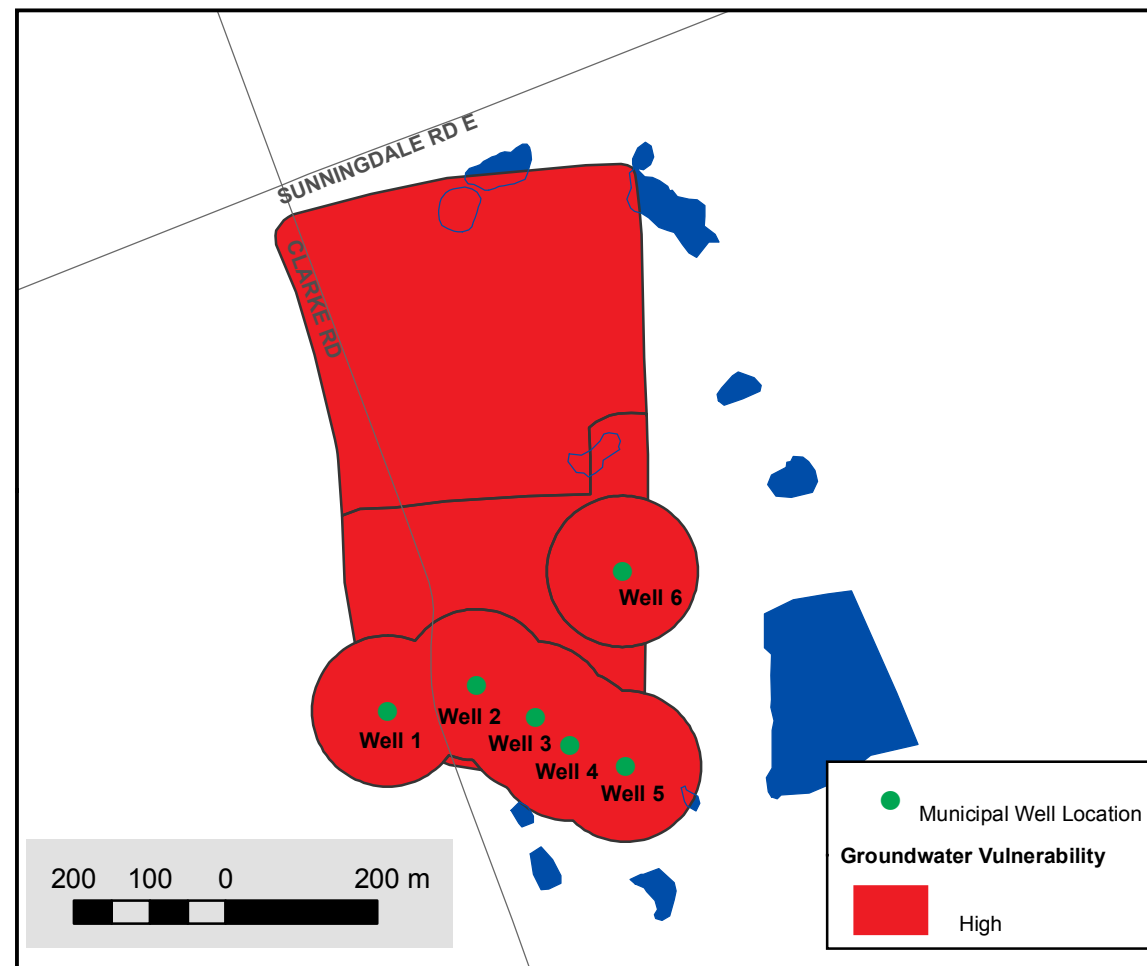 SUNNINGDALE RD E
CLARKE RD
Well 6
Well 2
Well 1
Well 3
Well 4
Well 5
200 100 0 200 m
Municipal Well Location
Groundwater Vulnerability
High